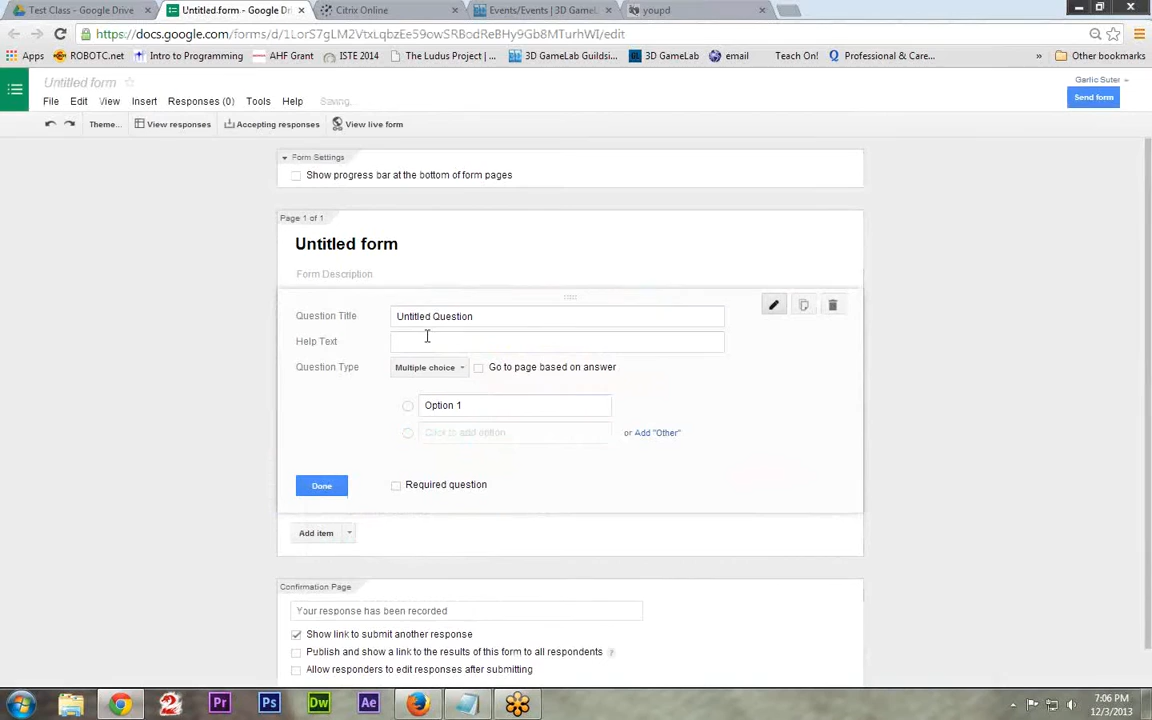 Test Class - Google Drive
Untitled.form - Google Dri
Citrix Online
Events/Events | 3D GameL
youpd
https://docs.google.com/forms/d/1LorS7gLM2VtxLqbzEe59owSRBodReBHy9Gb8MTurhWI/edit
Apps
ROBOTC.net
Intro to Programming
AHF Grant
ISTE 2014
The Ludus Project | ...
3D GameLab Guildsi...
3D GameLab
email
Teach On!
Professional & Care...
»
Other bookmarks
Untitled form
Garlic Suter
File Edit View Insert Responses (0) Tools Help Saving...
Send form
Theme...
View responses
Accepting responses
View live form
Form Settings
Show progress bar at the bottom of form pages
Page 1 of 1
Untitled form
Form Description
Question Title
Untitled Question
Help Text
Question Type
Multiple choice
Go to page based on answer
Option 1
Click to add option
or Add "Other"
Done
Required question
Add item
Confirmation Page
Your response has been recorded
Show link to submit another response
Publish and show a link to the results of this form to all respondents ?
Allow responders to edit responses after submitting
2
Pr
Ps
Dw
Ae
7:06 PM
12/3/2013